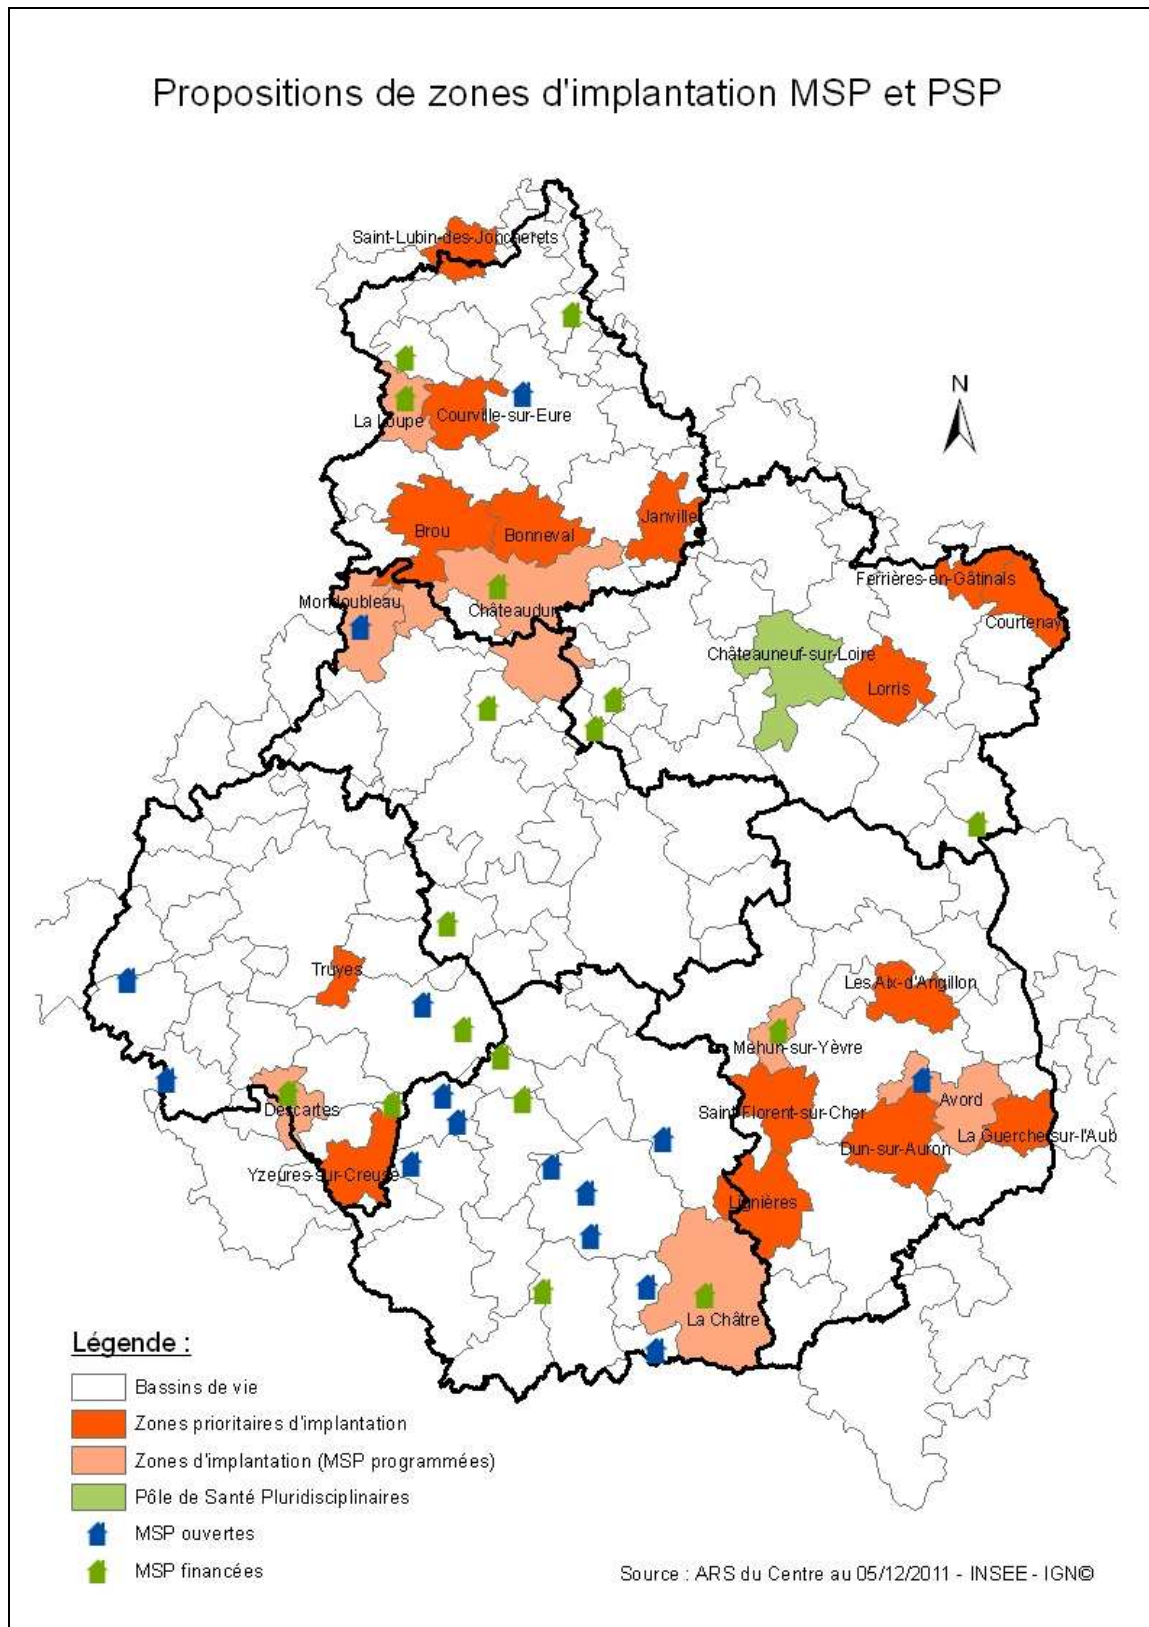 Propositions de zones d'implantation MSP et PSP
Saint-Lubin-des-Joncherets
N
La Loupe
Courville-sur-Eure
Janville
Brou
Bonneval
Ferrières-en-Gâtinais
Mondoubleau
Châteaudun
Courtenay
Châteauneuf-sur-Loire
Lorris
Truyes
Les Aix-d'Angillon
Mehun-sur-Yèvre
Descartes
Saint-Florent-sur-Cher
Avord
La Guerche-sur-l'Aub
Dun-sur-Auron
Yzeures-sur-Creuse
Lignières
La Châtre
Légende :
Bassins de vie
Zones prioritaires d'implantation
Zones d'implantation (MSP programmées)
Pôle de Santé Pluridisciplinaires
MSP ouvertes
MSP financées
Source : ARS du Centre au 05/12/2011 - INSEE - IGN©